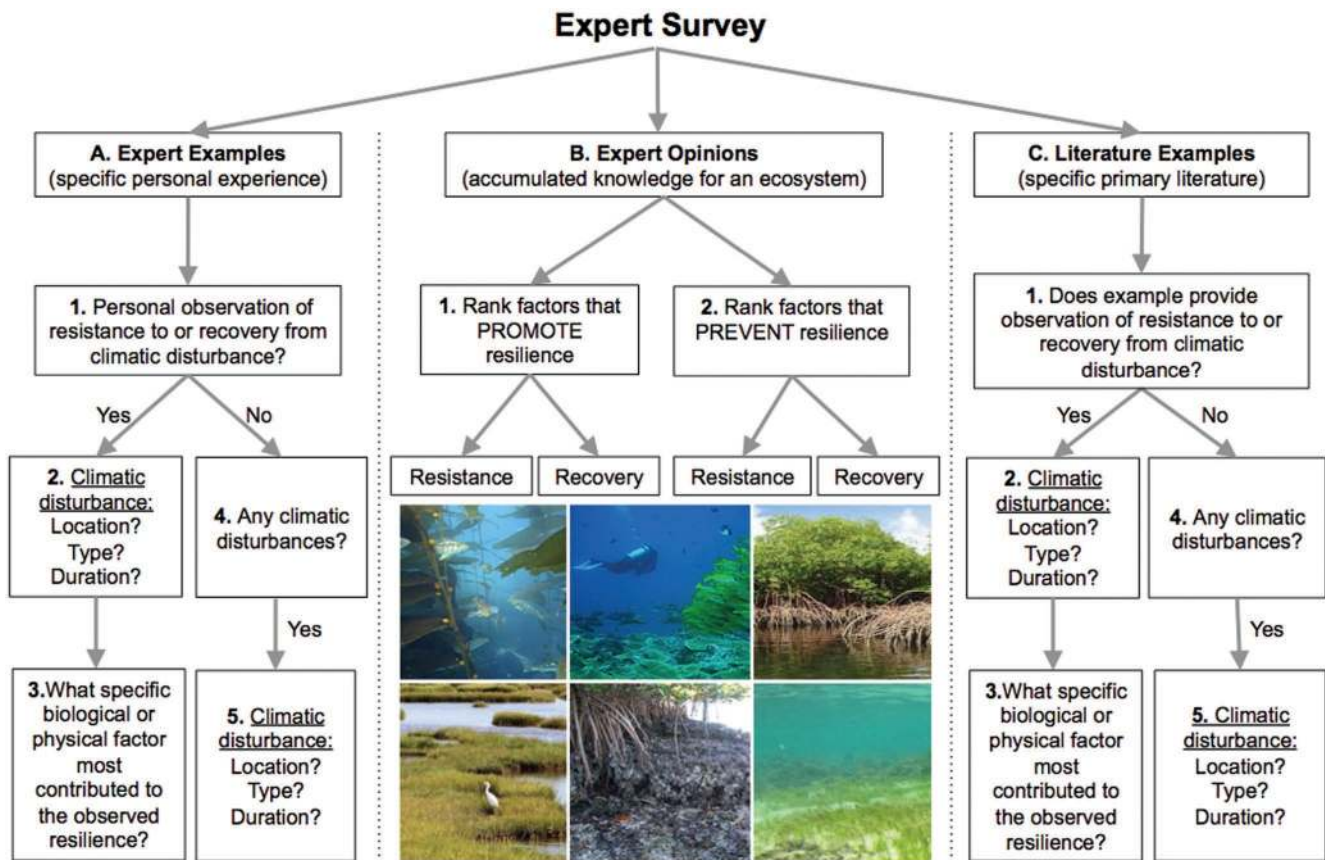 Expert Survey
A. Expert Examples
(specific personal experience)
1. Personal observation of
resistance to or recovery from
climatic disturbance?
Yes
No
2. Climatic
disturbance:
Location?
Type?
Duration?
4. Any climatic
disturbances?
Yes
3.What specific
biological or
physical factor
most
contributed to
the observed
resilience?
5. Climatic
disturbance:
Location?
Type?
Duration?
B. Expert Opinions
(accumulated knowledge for an ecosystem)
1. Rank factors that
PROMOTE
resilience
2. Rank factors that
PREVENT resilience
Resistance
Recovery
Resistance
Recovery
C. Literature Examples
(specific primary literature)
1. Does example provide
observation of resistance to or
recovery from climatic
disturbance?
Yes
No
2. Climatic
disturbance:
Location?
Type?
Duration?
4. Any climatic
disturbances?
Yes
3.What specific
biological or
physical factor
most
contributed to
the observed
resilience?
5. Climatic
disturbance:
Location?
Type?
Duration?